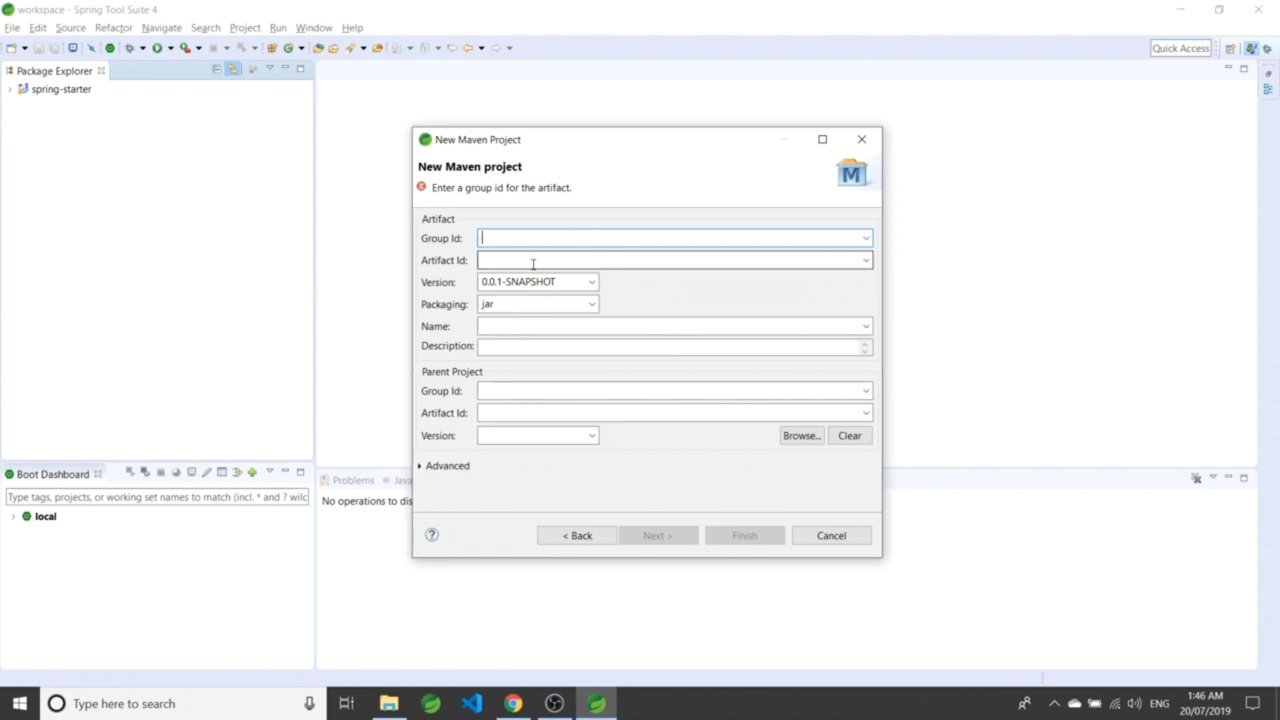 workspace - Spring Tool Suite 4
File Edit Source Refactor Navigate Search Project Run Window Help
Quick Access
Package Explorer
spring-starter
New Maven Project
New Maven project
Enter a group id for the artifact.
M
Artifact
Group Id:
Artifact Id:
Version: 0.0.1-SNAPSHOT
Packaging: jar
Name:
Description:
Parent Project
Group Id:
Artifact Id:
Version:
Browse... Clear
Advanced
< Back Next > Finish Cancel
Boot Dashboard
Type tags, projects, or working set names to match (incl. * and ? wilc
local
Problems Java
No operations to dis
Type here to search
ENG
1:46 AM
20/07/2019